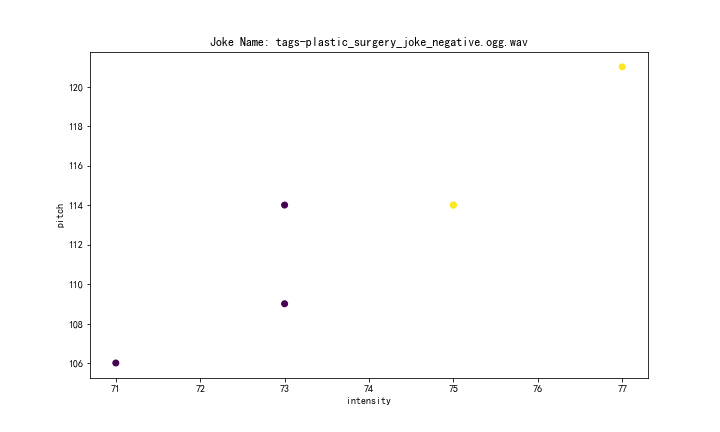 Joke Name: tags-plastic_surgery_joke_negative.ogg.wav
120
118
116
114
112
110
108
106
pitch
71 72 73 74 75 76 77
intensity